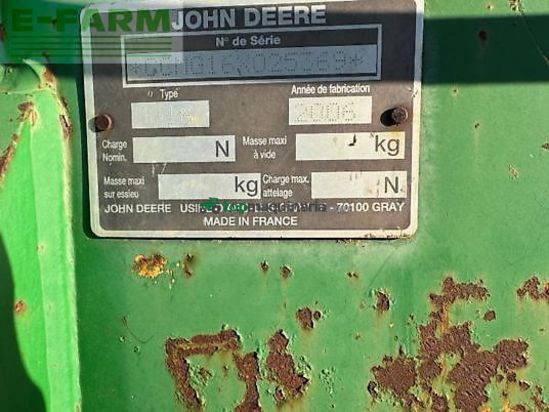 E-FARM
JOHN DEERE
N° de Série
Type
Année de fabrication
2006
Charge Nomin.
N
Masse maxi à vide
kg
Masse maxi sur essieu
kg
Charge max. attelage
N
JOHN DEERE USINE - 70100 GRAY
MADE IN FRANCE